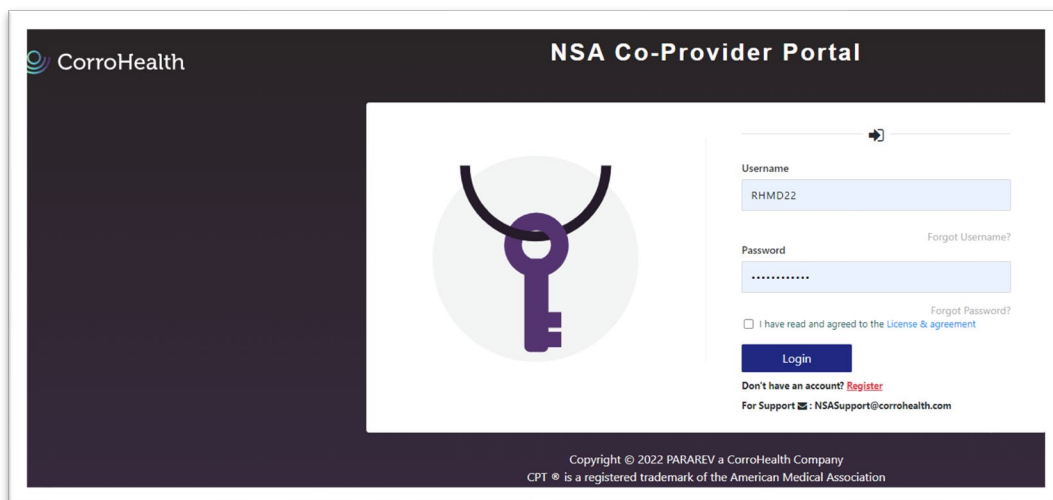 CorroHealth
NSA Co-Provider Portal
Username
RHMD22
Forgot Username?
Password
••••••••••••
Forgot Password?
I have read and agreed to the License & agreement
Login
Don't have an account? Register
For Support : NSASupport@corrohealth.com
Copyright © 2022 PARAREV a CorroHealth Company
CPT ® is a registered trademark of the American Medical Association